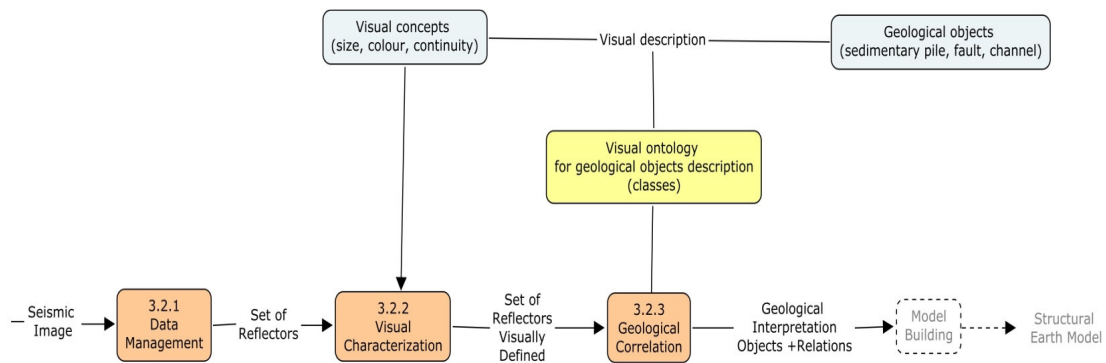 Visual concepts
(size, colour, continuity)
Visual description
Geological objects
(sedimentary pile, fault, channel)
Visual ontology
for geological objects description
(classes)
Seismic
Image
3.2.1
Data
Management
Set of
Reflectors
3.2.2
Visual
Characterization
Set of
Reflectors
Visually
Defined
3.2.3
Geological
Correlation
Geological
Interpretation
Objects +Relations
Model
Building
Structural
Earth Model